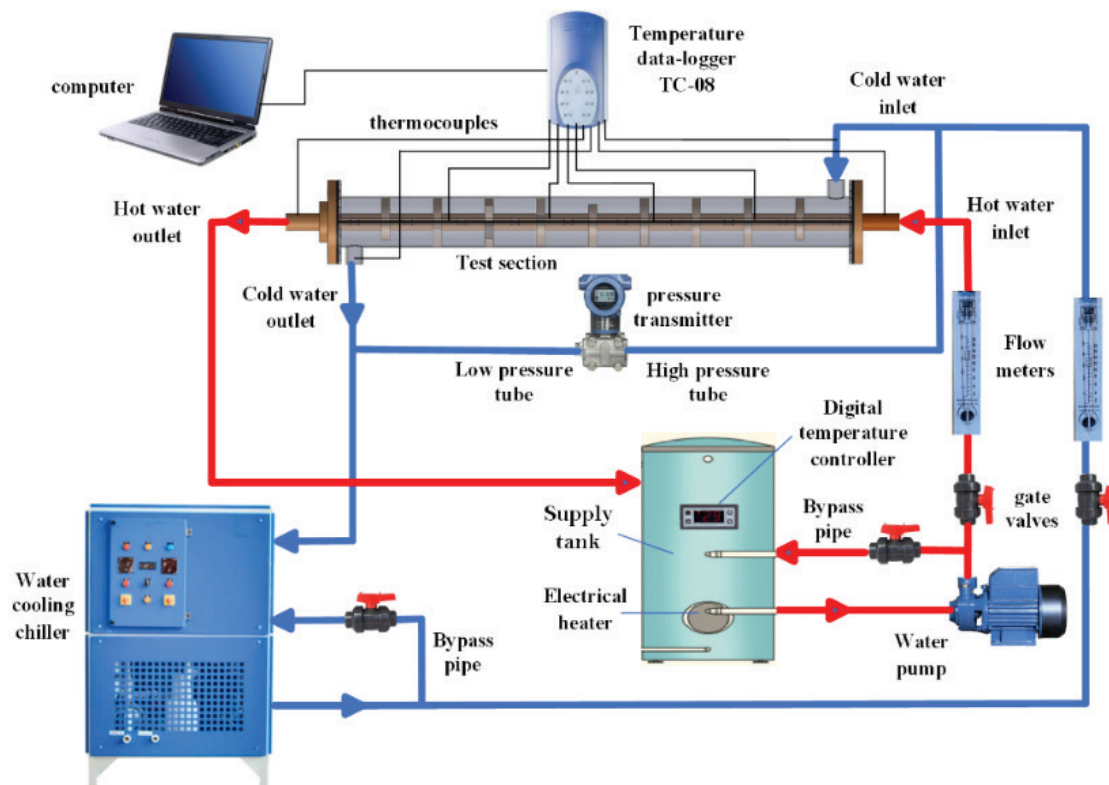 Temperature
data-logger
TC-08
computer
Cold water
inlet
thermocouples
Hot water
outlet
Hot water
inlet
Test section
Cold water
outlet
pressure
transmitter
Low pressure
tube
High pressure
tube
Flow
meters
Digital
temperature
controller
Supply
tank
Bypass
pipe
gate
valves
Electrical
heater
Water
cooling
chiller
Bypass
pipe
Water
pump